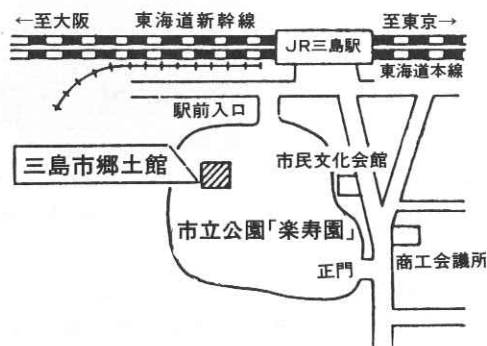 ←至大阪
東海道新幹線
至東京→
JR三島駅
東海道本線
駅前入口
三島市郷土館
市民文化会館
市立公園「楽寿園」
正門
商工会議所